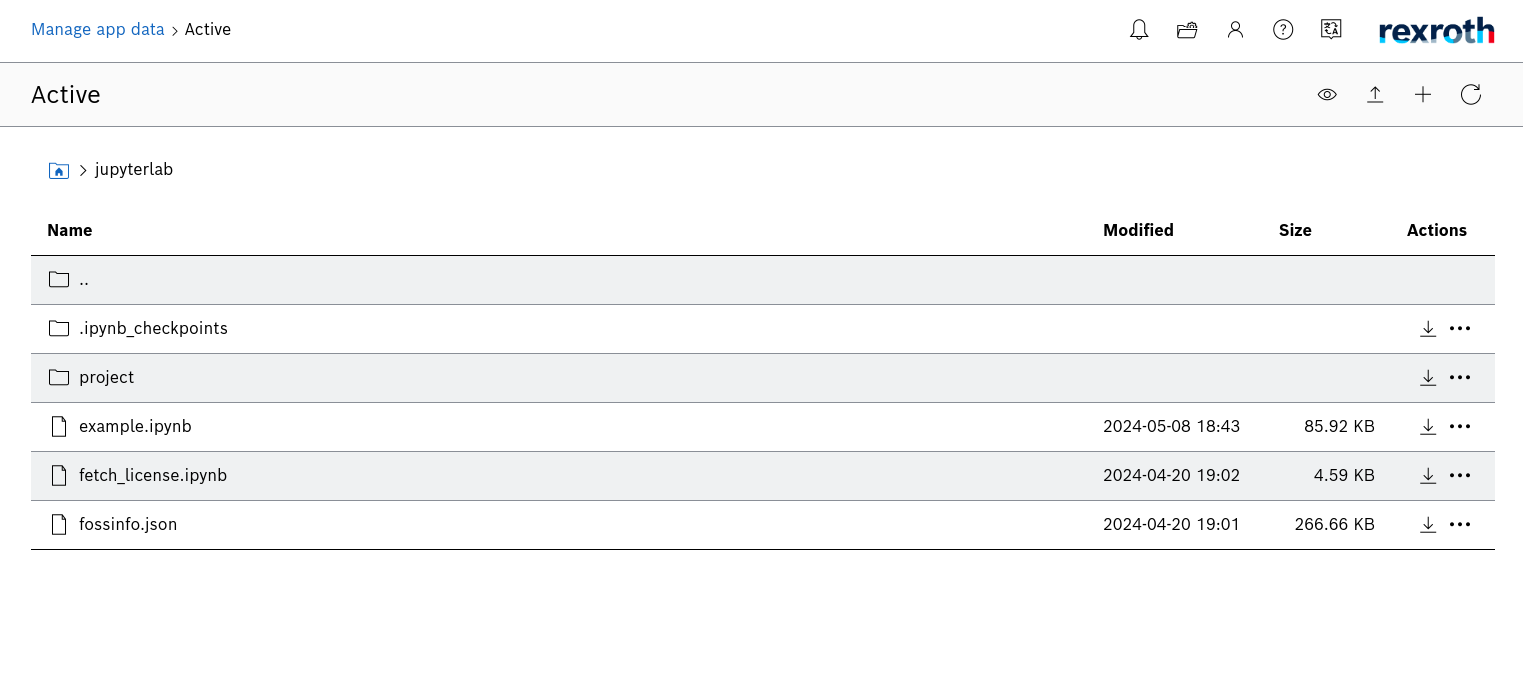 Manage app data > Active
rexroth
Active
jupyterlab
Name Modified Size Actions
..
.ipynb_checkpoints
project
example.ipynb 2024-05-08 18:43 85.92 KB
fetch_license.ipynb 2024-04-20 19:02 4.59 KB
fossinfo.json 2024-04-20 19:01 266.66 KB